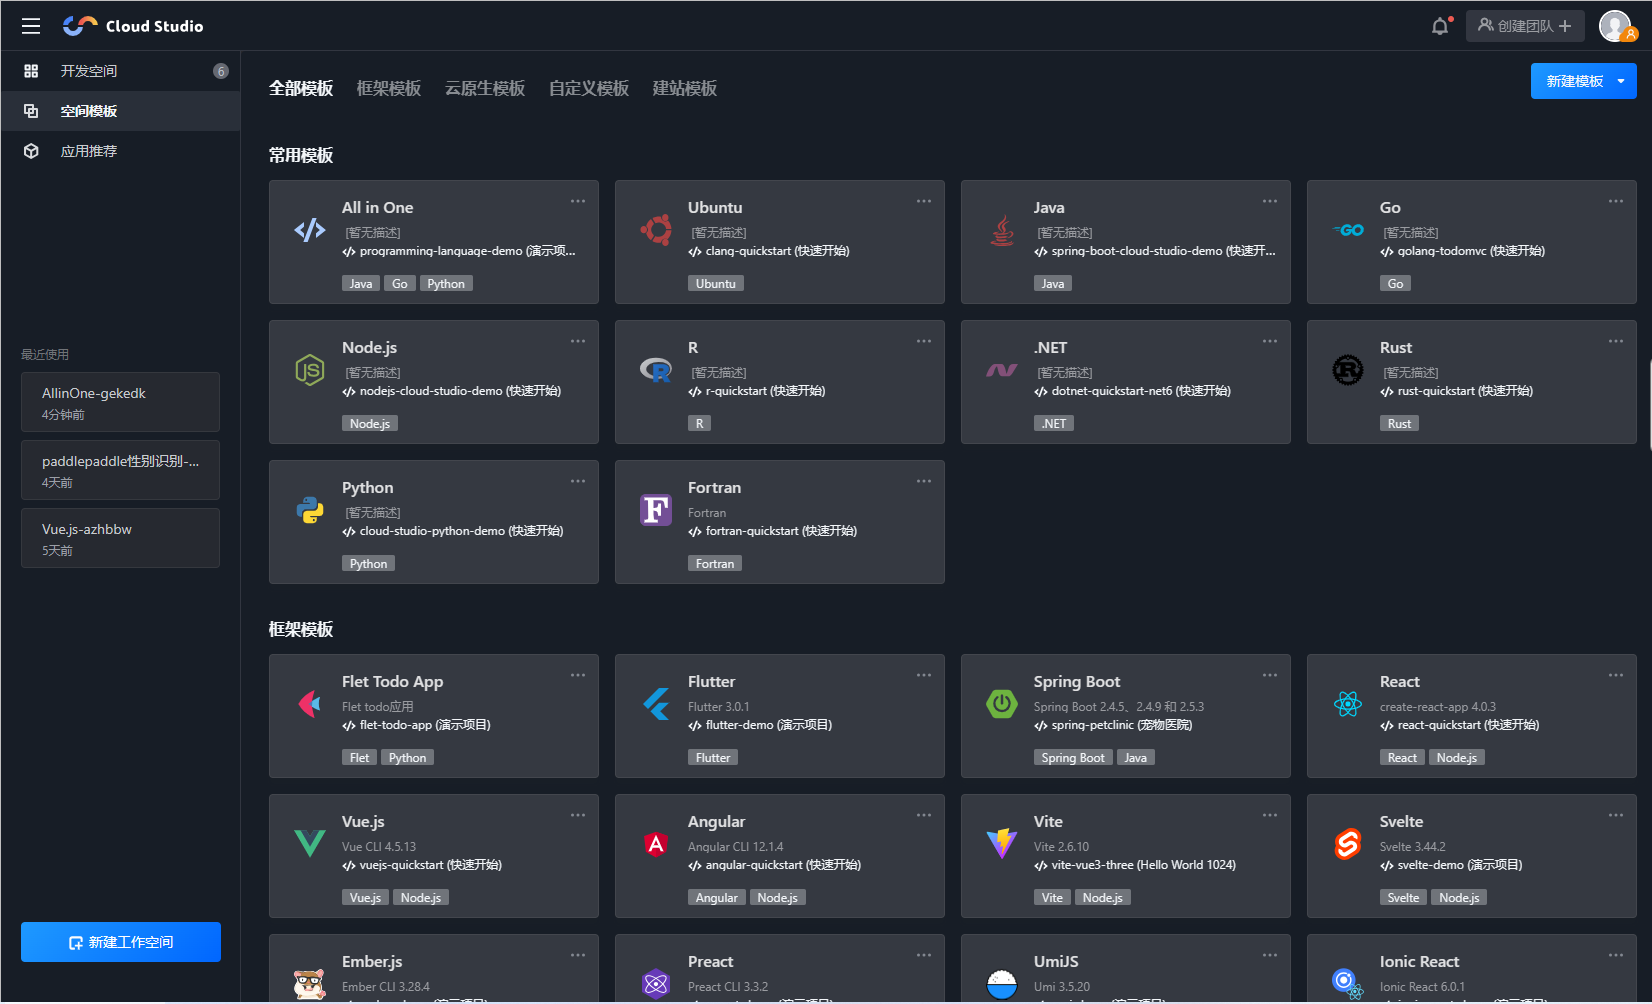 Cloud Studio
创建团队
开发空间
6
空间模板
应用推荐
最近使用
AllinOne-gekedk
4分钟前
paddlepaddle性别识别-...
4天前
Vue.js-azhbbw
5天前
新建工作空间
全部模板 框架模板 云原生模板 自定义模板 建站模板
新建模板
常用模板
All in One
[暂无描述]
programming-language-demo (演示项...
Java Go Python
Ubuntu
[暂无描述]
clang-quickstart (快速开始)
Ubuntu
Java
[暂无描述]
spring-boot-cloud-studio-demo (快速开...
Java
GO
Go
[暂无描述]
golang-todomvc (快速开始)
Go
JS
Node.js
[暂无描述]
nodejs-cloud-studio-demo (快速开始)
Node.js
R
R
[暂无描述]
r-quickstart (快速开始)
R
.NET
[暂无描述]
dotnet-quickstart-net6 (快速开始)
.NET
R
Rust
[暂无描述]
rust-quickstart (快速开始)
Rust
Python
[暂无描述]
cloud-studio-python-demo (快速开始)
Python
F
Fortran
Fortran
fortran-quickstart (快速开始)
Fortran
框架模板
Flet Todo App
Flet todo应用
flet-todo-app (演示项目)
Flet Python
Flutter
Flutter 3.0.1
flutter-demo (演示项目)
Flutter
Spring Boot
Spring Boot 2.4.5、2.4.9 和 2.5.3
spring-petclinic (宠物医院)
Spring Boot Java
React
create-react-app 4.0.3
react-quickstart (快速开始)
React Node.js
Vue.js
Vue CLI 4.5.13
vuejs-quickstart (快速开始)
Vue.js Node.js
A
Angular
Angular CLI 12.1.4
angular-quickstart (快速开始)
Angular Node.js
Vite
Vite 2.6.10
vite-vue3-three (Hello World 1024)
Vite Node.js
Svelte
Svelte 3.44.2
svelte-demo (演示项目)
Svelte Node.js
Ember.js
Ember CLI 3.28.4
Preact
Preact CLI 3.3.2
UmiJS
Umi 3.5.20
Ionic React
Ionic React 6.0.1